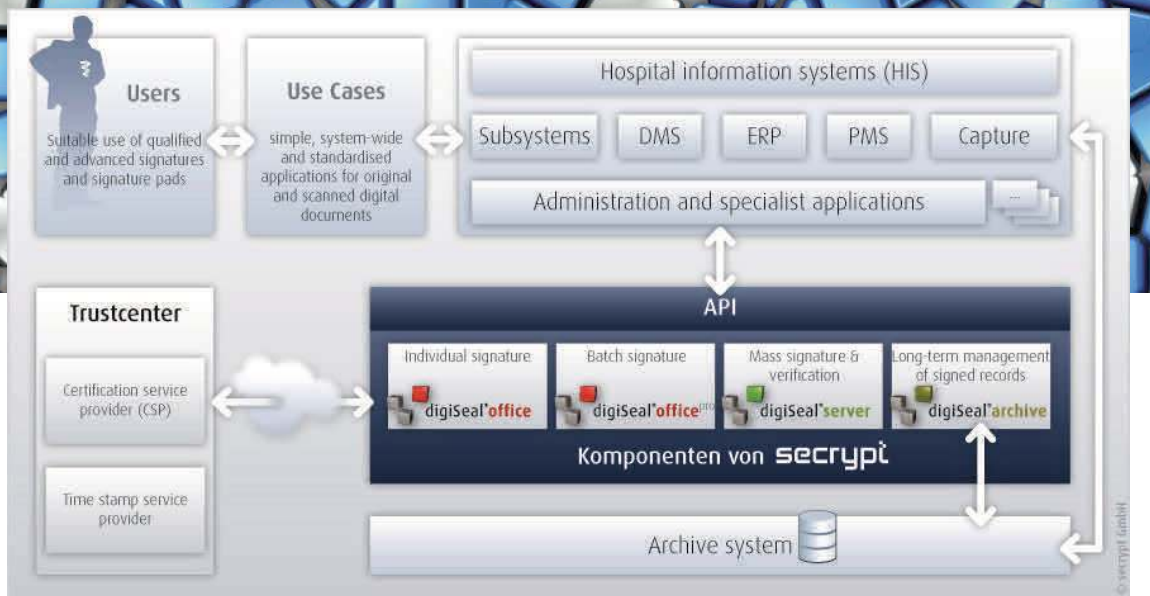 Users
Suitable use of qualified
and advanced signatures
and signature pads
Use Cases
simple, system-wide
and standardised
applications for original
and scanned digital
documents
Hospital information systems (HIS)
Subsystems
DMS
ERP
PMS
Capture
Administration and specialist applications
...
Trustcenter
Certification service
provider (CSP)
Time stamp service
provider
API
Individual signature
digiSeal®office
Batch signature
digiSeal®office pro
Mass signature &
verification
digiSeal®server
Long-term management
of signed records
digiSeal®archive
Komponenten von secrypt
Archive system
© secrypt GmbH